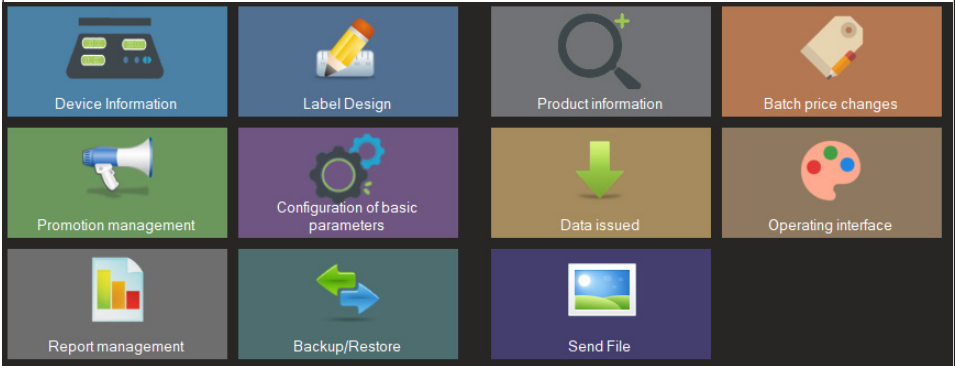 Device Information
Label Design
Product information
Batch price changes
Promotion management
Configuration of basic
parameters
Data issued
Operating interface
Report management
Backup/Restore
Send File